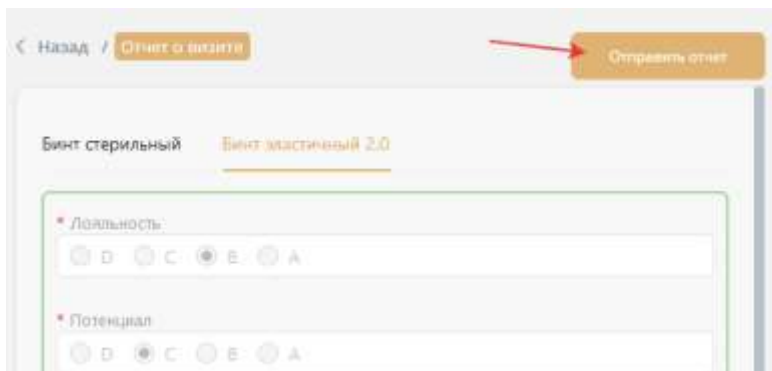 < Назад / Отчет о визите
Отправить отчет
Бинт стерильный Бинт эластичный 2.0
* Лояльность
D C B A
* Потенциал
D C B A